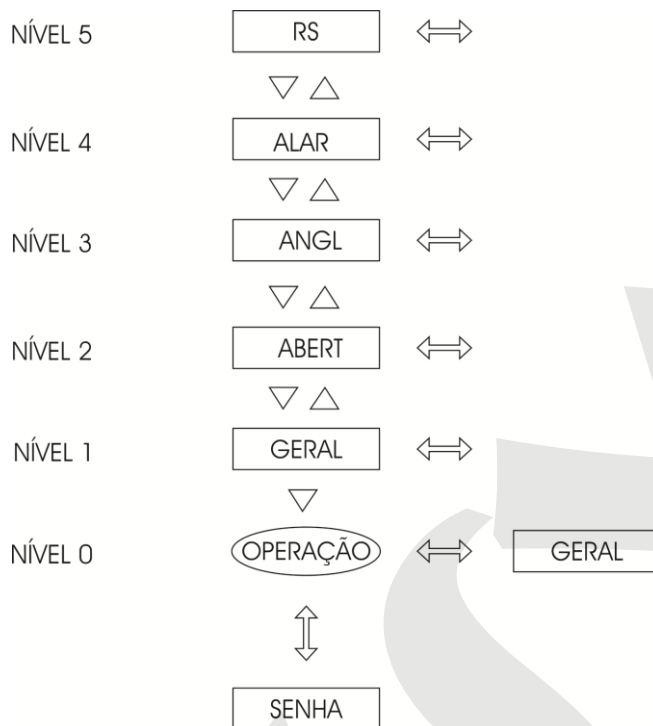 NÍVEL 5 RS
NÍVEL 4 ALAR
NÍVEL 3 ANGL
NÍVEL 2 ABERT
NÍVEL 1 GERAL
NÍVEL 0 OPERAÇÃO GERAL
SENHA